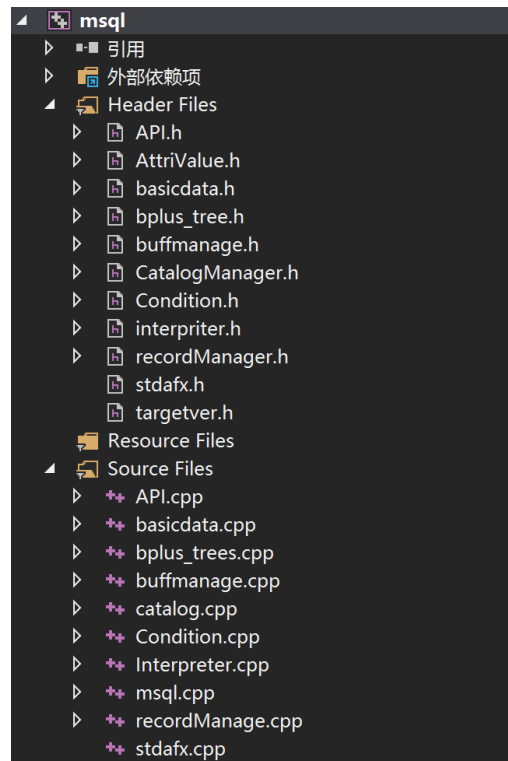 msql
引用
外部依赖项
Header Files
API.h
AttriValue.h
basicdata.h
bplus_tree.h
buffmanage.h
CatalogManager.h
Condition.h
interpriter.h
recordManager.h
stdafx.h
targetver.h
Resource Files
Source Files
API.cpp
basicdata.cpp
bplus_trees.cpp
buffmanage.cpp
catalog.cpp
Condition.cpp
Interpreter.cpp
msql.cpp
recordManage.cpp
stdafx.cpp